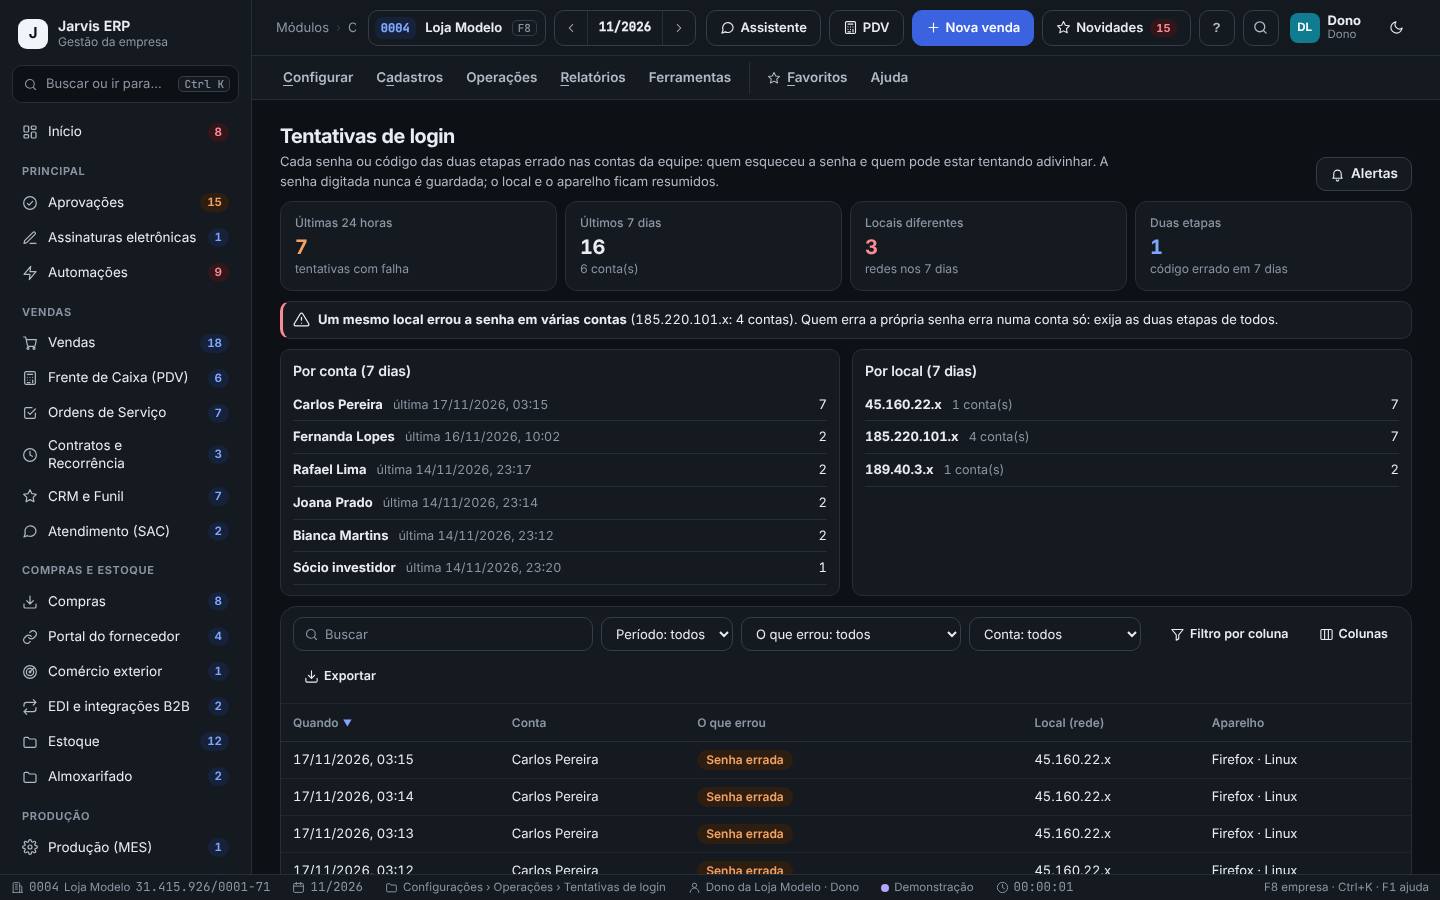 J
Jarvis ERP
Gestão da empresa
Buscar ou ir para... Ctrl K
Início 8
PRINCIPAL
Aprovações 15
Assinaturas eletrônicas 1
Automações 9
VENDAS
Vendas 18
Frente de Caixa (PDV) 6
Ordens de Serviço 7
Contratos e
Recorrência 3
CRM e Funil 7
Atendimento (SAC) 2
COMPRAS E ESTOQUE
Compras 8
Portal do fornecedor 4
Comércio exterior 1
EDI e integrações B2B 2
Estoque 12
Almoxarifado 2
PRODUÇÃO
Produção (MES) 1
Módulos › C 0004 Loja Modelo F8 ‹ 11/2026 › Assistente PDV + Nova venda Novidades 15 ? DL Dono
Dono
Configurar Cadastros Operações Relatórios Ferramentas Favoritos Ajuda
Tentativas de login
Cada senha ou código das duas etapas errado nas contas da equipe: quem esqueceu a senha e quem pode estar tentando adivinhar. A
senha digitada nunca é guardada; o local e o aparelho ficam resumidos.
Alertas
Últimas 24 horas
7
tentativas com falha
Últimos 7 dias
16
6 conta(s)
Locais diferentes
3
redes nos 7 dias
Duas etapas
1
código errado em 7 dias
Um mesmo local errou a senha em várias contas (185.220.101.x: 4 contas). Quem erra a própria senha erra numa conta só: exija as duas etapas de todos.
Por conta (7 dias)
Carlos Pereira última 17/11/2026, 03:15 7
Fernanda Lopes última 16/11/2026, 10:02 2
Rafael Lima última 14/11/2026, 23:17 2
Joana Prado última 14/11/2026, 23:14 2
Bianca Martins última 14/11/2026, 23:12 2
Sócio investidor última 14/11/2026, 23:20 1
Por local (7 dias)
45.160.22.x 1 conta(s) 7
185.220.101.x 4 conta(s) 7
189.40.3.x 1 conta(s) 2
Buscar Período: todos O que errou: todos Conta: todos Filtro por coluna Colunas
Exportar
Quando ▼ Conta O que errou Local (rede) Aparelho
17/11/2026, 03:15 Carlos Pereira Senha errada 45.160.22.x Firefox · Linux
17/11/2026, 03:14 Carlos Pereira Senha errada 45.160.22.x Firefox · Linux
17/11/2026, 03:13 Carlos Pereira Senha errada 45.160.22.x Firefox · Linux
17/11/2026, 03:12 Carlos Pereira Senha errada 45.160.22.x Firefox · Linux
0004 Loja Modelo 31.415.926/0001-71 11/2026 Configurações › Operações › Tentativas de login Dono da Loja Modelo · Dono Demonstração 00:00:01 F8 empresa · Ctrl+K · F1 ajuda